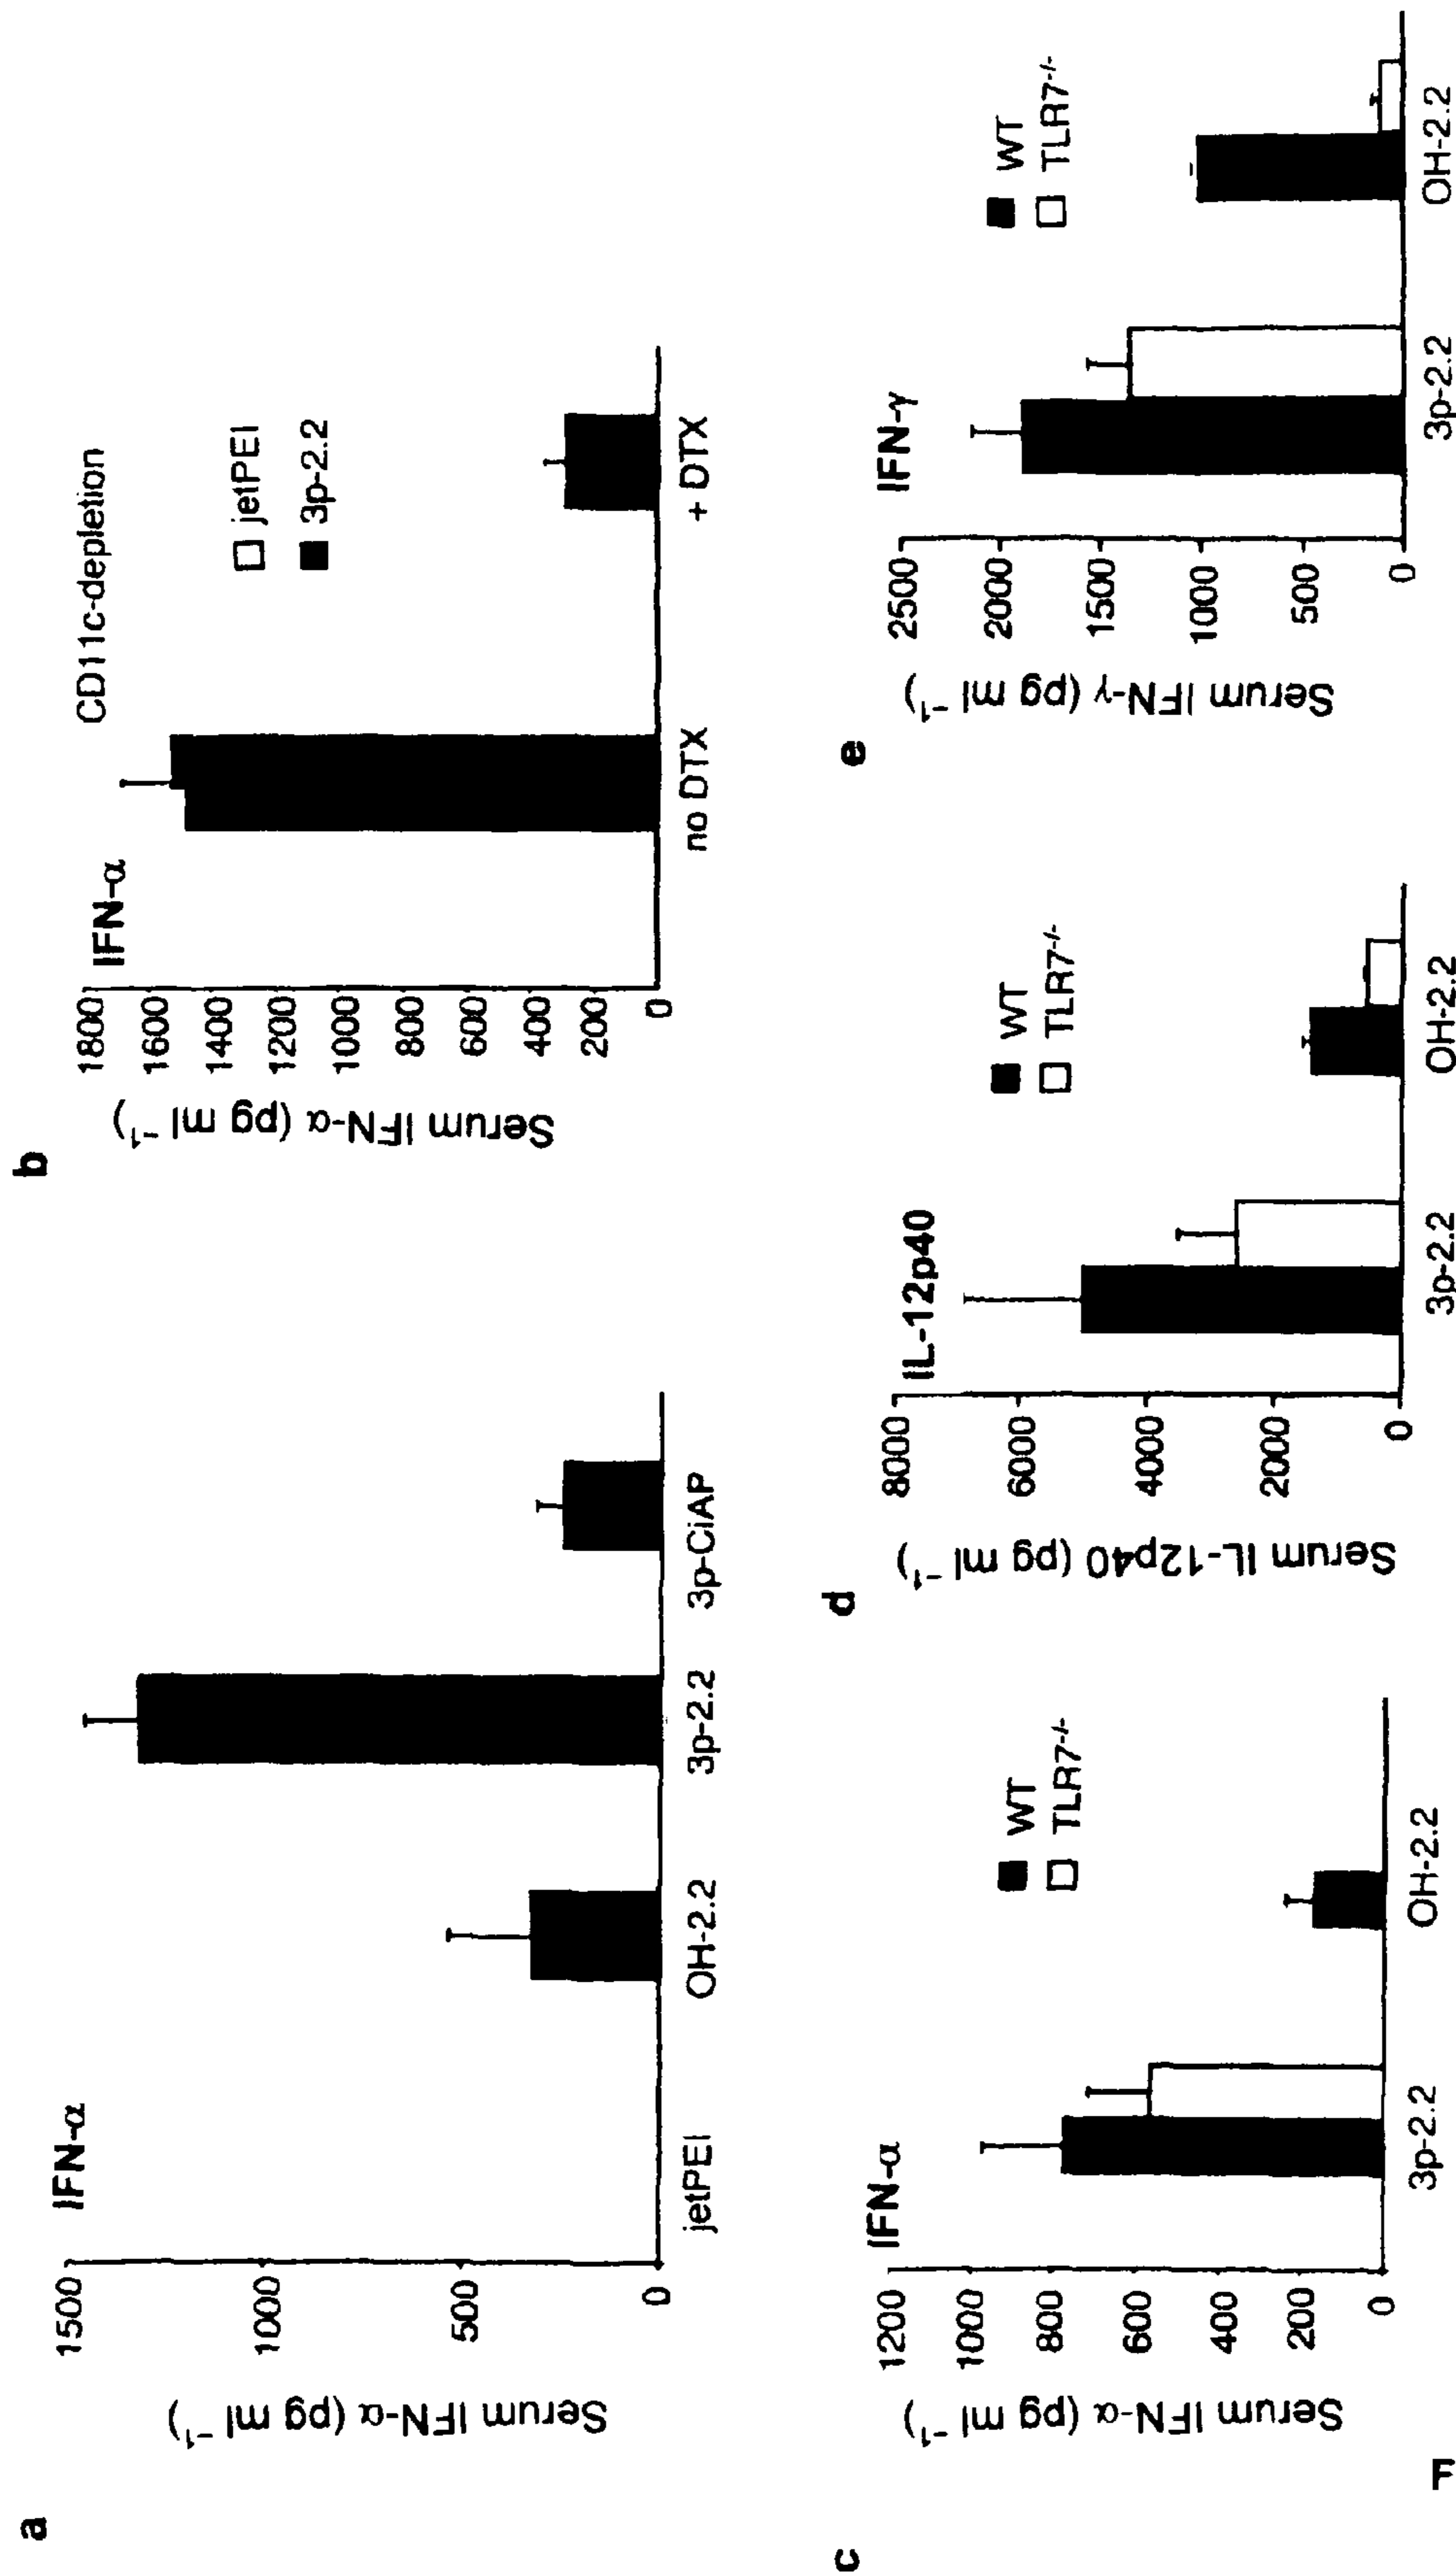 a
IFN-α
Serum IFN-α (pg ml⁻¹)
1500
1000
500
0
jetPEI
OH-2.2
3p-2.2
3p-CiAP
b
IFN-α
CD11c-depletion
Serum IFN-α (pg ml⁻¹)
1800
1600
1400
1200
1000
800
600
400
200
0
jetPEI
3p-2.2
no DTX
+ DTX
c
IFN-α
Serum IFN-α (pg ml⁻¹)
1200
1000
800
600
400
200
0
WT
TLR7⁻/⁻
3p-2.2
OH-2.2
d
IL-12p40
Serum IL-12p40 (pg ml⁻¹)
8000
6000
4000
2000
0
WT
TLR7⁻/⁻
3p-2.2
OH-2.2
e
IFN-γ
Serum IFN-γ (pg ml⁻¹)
2500
2000
1500
1000
500
0
WT
TLR7⁻/⁻
3p-2.2
OH-2.2